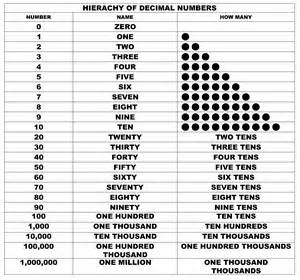 HIERACHY OF DECIMAL NUMBERS
NUMBER NAME HOW MANY
0 ZERO
1 ONE
2 TWO
3 THREE
4 FOUR
5 FIVE
6 SIX
7 SEVEN
8 EIGHT
9 NINE
10 TEN
20 TWENTY TWO TENS
30 THIRTY THREE TENS
40 FORTY FOUR TENS
50 FIFTY FIVE TENS
60 SIXTY SIX TENS
70 SEVENTY SEVEN TENS
80 EIGHTY EIGHT TENS
90 NINETY NINE TENS
100 ONE HUNDRED TEN TENS
1,000 ONE THOUSAND TEN HUNDREDS
10,000 TEN THOUSAND TEN THOUSANDS
100,000 ONE HUNDRED THOUSAND ONE HUNDRED THOUSANDS
1,000,000 ONE MILLION ONE THOUSAND THOUSANDS